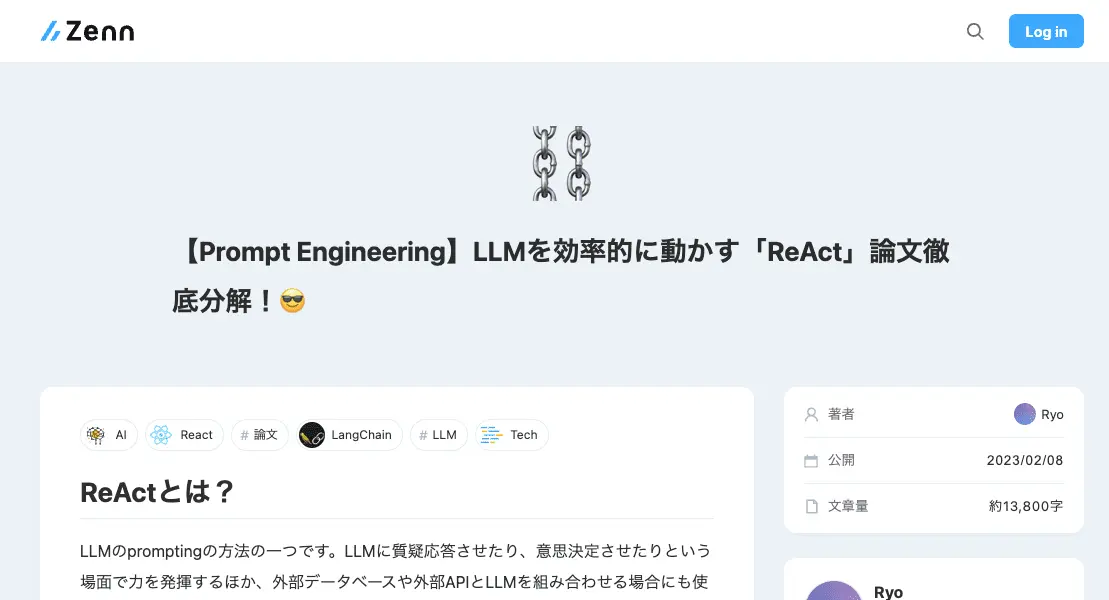 Zenn
Log in
【Prompt Engineering】LLMを効率的に動かす「ReAct」論文徹
底分解！😎
AI
React
# 論文
LangChain
# LLM
Tech
ReActとは？
LLMのpromptingの方法の一つです。LLMに質疑応答させたり、意思決定させたりという
場面で力を発揮するほか、外部データベースや外部APIとLLMを組み合わせる場合にも使
著者
Ryo
公開
2023/02/08
文章量
約13,800字
Ryo